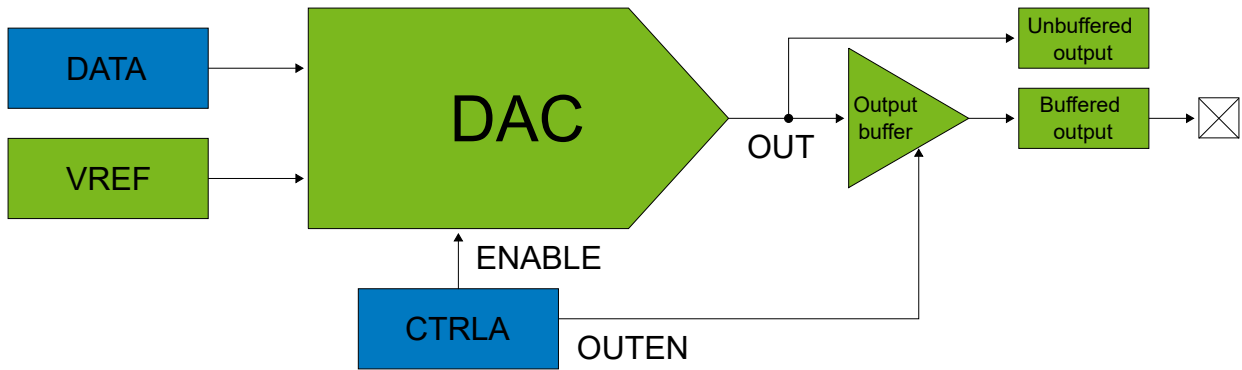 DATA
VREF
DAC
ENABLE
CTRLA
OUTEN
OUT
Output
buffer
Unbuffered
output
Buffered
output